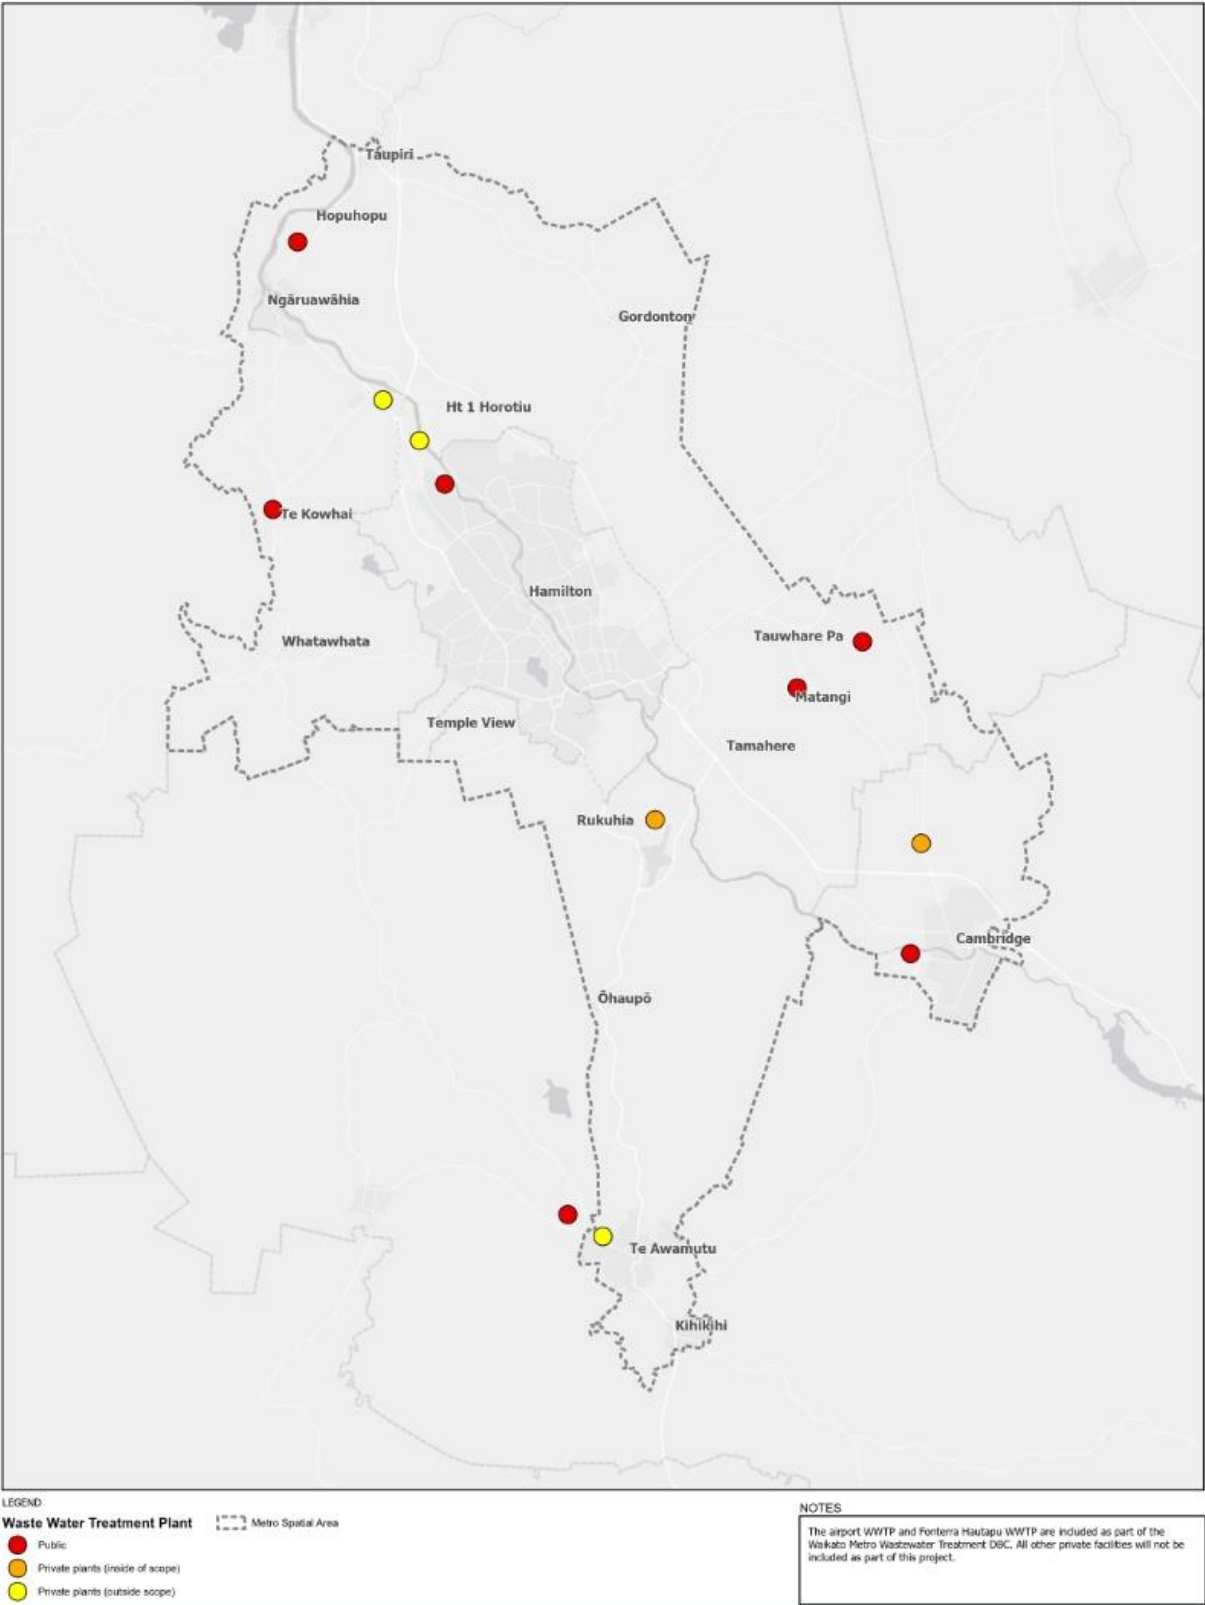 Taupiri
Hopuhopu
Ngāruawāhia
Gordonton
Ht 1 Horotiu
Te Kowhai
Hamilton
Tauwhare Pa
Whatawhata
Matangi
Temple View
Tamahere
Rukuhia
Cambridge
Ōhaupō
Te Awamutu
Kihikihi
LEGEND
Waste Water Treatment Plant
Metro Spatial Area
Public
Private plants (inside of scope)
Private plants (outside scope)
NOTES
The airport WWTP and Fonterra Hautapu WWTP are included as part of the
Waikato Metro Wastewater Treatment DBC. All other private facilities will not be
included as part of this project.